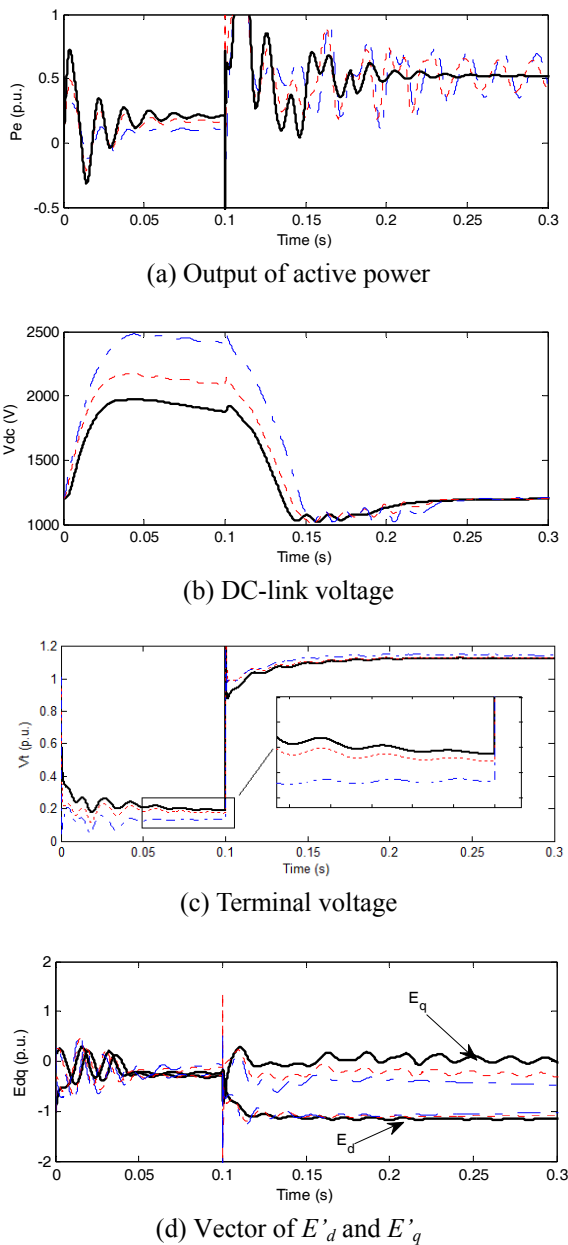 1
0.5
0
-0.5
Pe (p.u.)
0 0.05 0.1 0.15 0.2 0.25 0.3
Time (s)
(a) Output of active power
2500
2000
1500
1000
Vdc (V)
0 0.05 0.1 0.15 0.2 0.25 0.3
Time (s)
(b) DC-link voltage
1.2
1
0.8
0.6
0.4
0.2
0
Vt (p.u.)
0 0.05 0.1 0.15 0.2 0.25 0.3
Time (s)
(c) Terminal voltage
2
1
0
-1
-2
Edq (p.u.)
E_q
E_d
0 0.05 0.1 0.15 0.2 0.25 0.3
Time (s)
(d) Vector of E'd and E'q